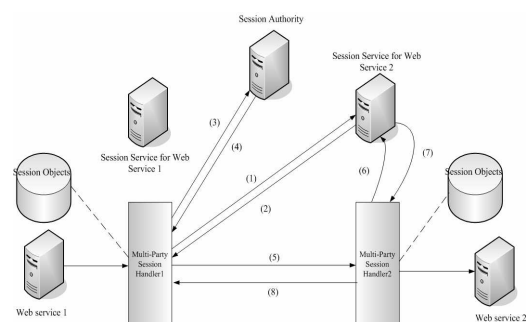 Session Authority
Session Service for Web
Service 2
(3)
(4)
Session Service for Web
Service 1
(1)
(2)
(6)
(7)
Session Objects
Session Objects
Multi-Party
Session
Handler1
(5)
Multi-Party
Session
Handler2
(8)
Web service 1
Web service 2